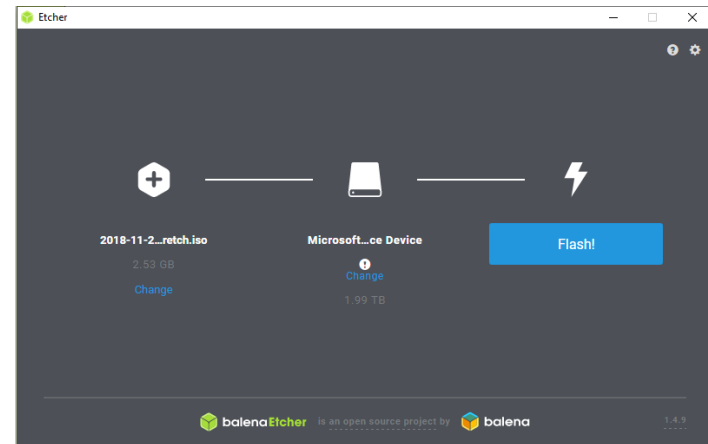 Etcher
2018-11-2...retch.iso
2.53 GB
Change
Microsoft...ce Device
Change
1.99 TB
Flash!
balenaEtcher is an open source project by balena
1.4.9